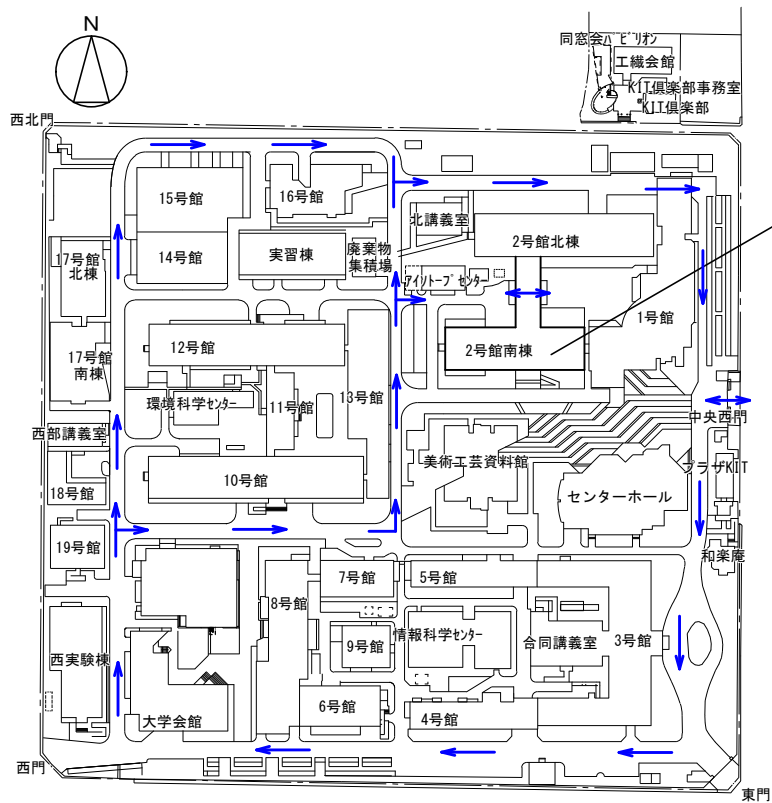 N
同窓会パビリオン
工繊会館
KIT倶楽部事務室
KIT倶楽部
西北門
15号館
16号館
北講義室
2号館北棟
17号館
北棟
14号館
実習棟
廃棄物
集積場
アイソトープセンター
1号館
12号館
2号館南棟
17号館
南棟
環境科学センター
11号館
13号館
中央西門
西部講義室
美術工芸資料館
プラザKIT
10号館
18号館
センターホール
19号館
和楽庵
7号館
5号館
8号館
9号館
情報科学センター
合同講義室
3号館
西実験棟
大学会館
6号館
4号館
西門
東門